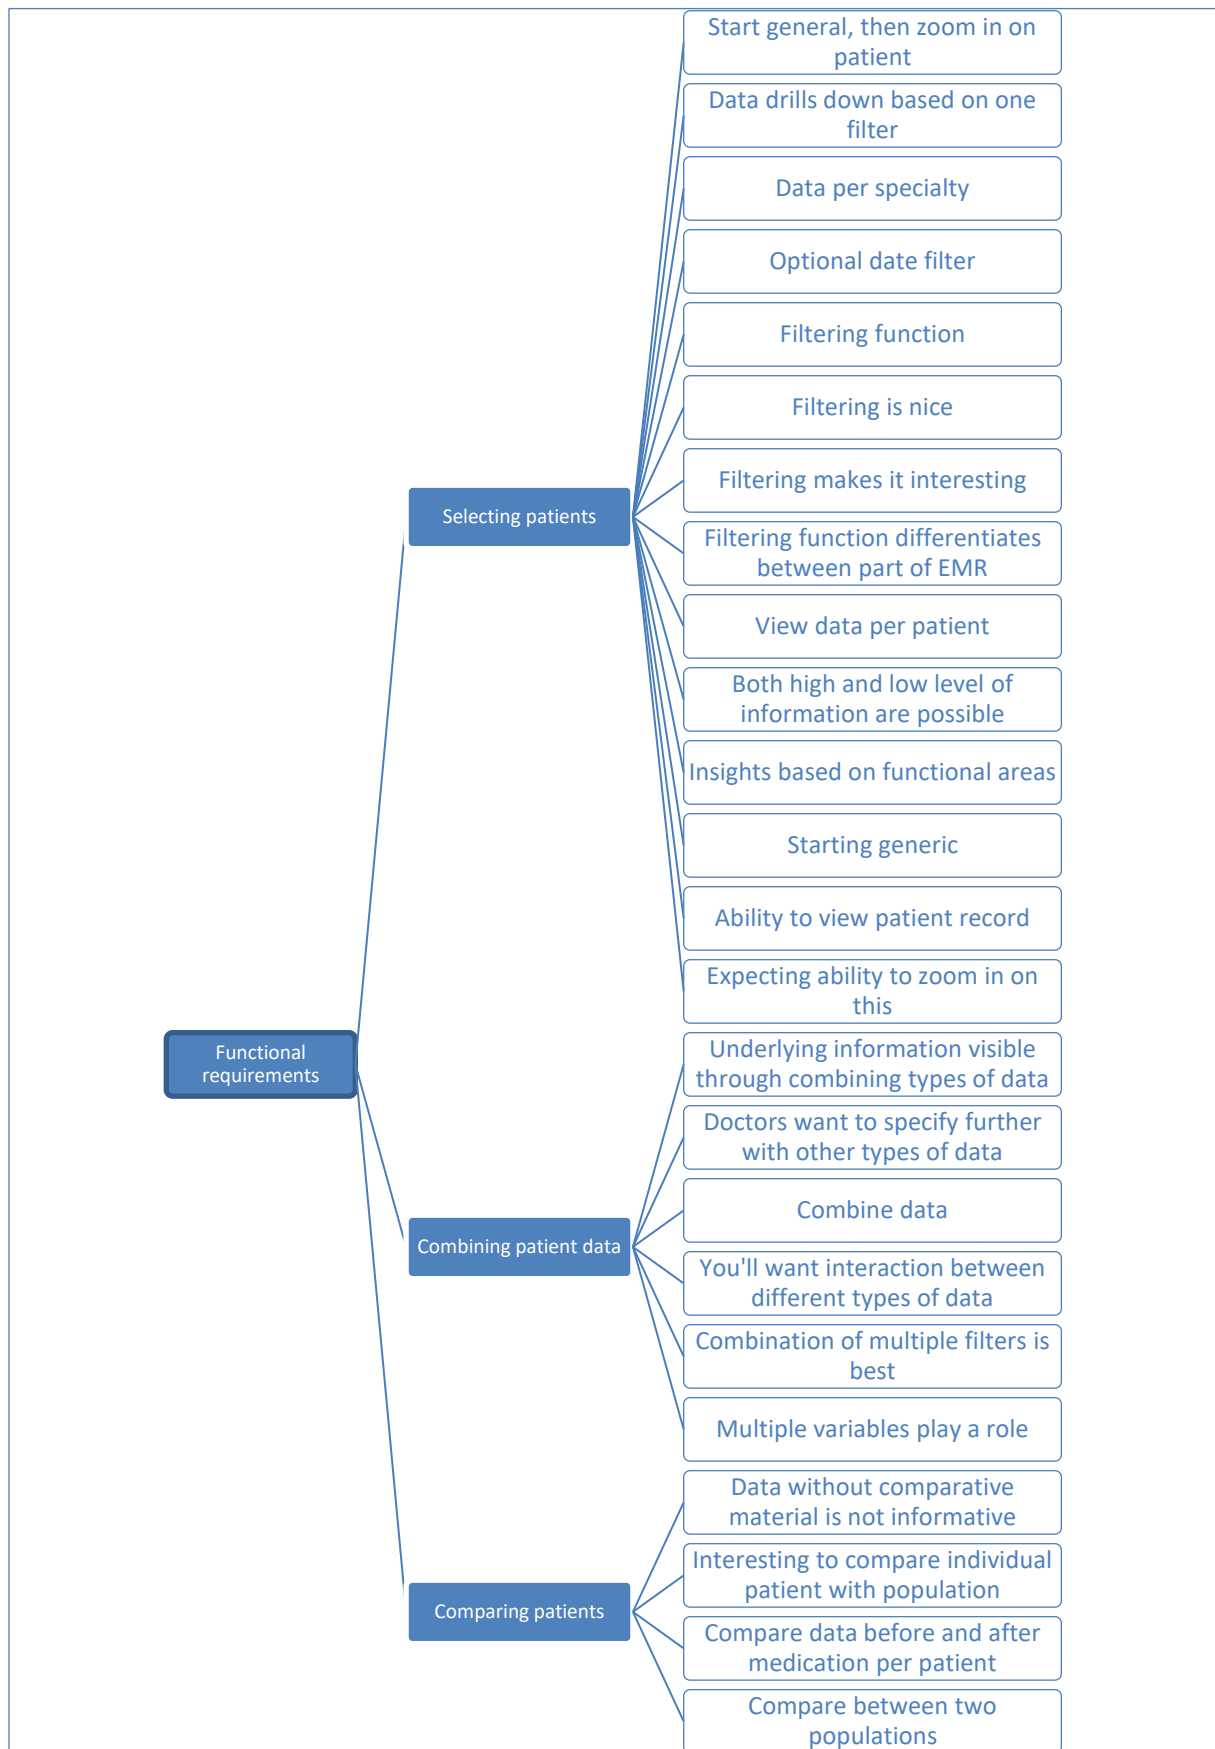 Start general, then zoom in on
patient
Data drills down based on one
filter
Data per specialty
Optional date filter
Filtering function
Filtering is nice
Filtering makes it interesting
Selecting patients
Filtering function differentiates
between part of EMR
View data per patient
Both high and low level of
information are possible
Insights based on functional areas
Starting generic
Ability to view patient record
Expecting ability to zoom in on
this
Functional
requirements
Underlying information visible
through combining types of data
Doctors want to specify further
with other types of data
Combine data
Combining patient data
You'll want interaction between
different types of data
Combination of multiple filters is
best
Multiple variables play a role
Data without comparative
material is not informative
Interesting to compare individual
patient with population
Comparing patients
Compare data before and after
medication per patient
Compare between two
populations